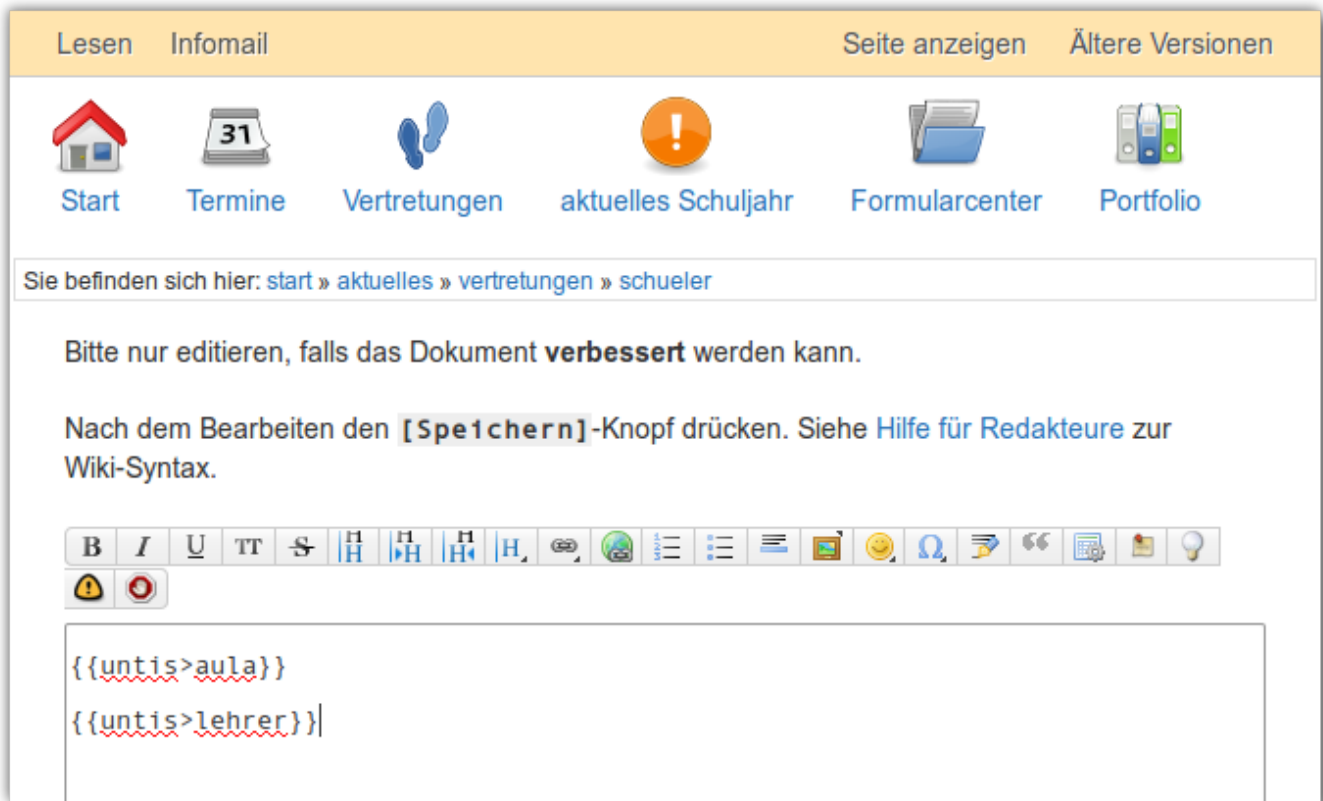 Lesen Infomail Seite anzeigen Ältere Versionen
31
Start Termine Vertretungen aktuelles Schuljahr Formularcenter Portfolio
Sie befinden sich hier: start » aktuelles » vertretungen » schueler
Bitte nur editieren, falls das Dokument verbessert werden kann.
Nach dem Bearbeiten den [Speichern]-Knopf drücken. Siehe Hilfe für Redakteure zur
Wiki-Syntax.
B I U TT S H H H H H H H Ω
{{untis>aula}}
{{untis>lehrer}}